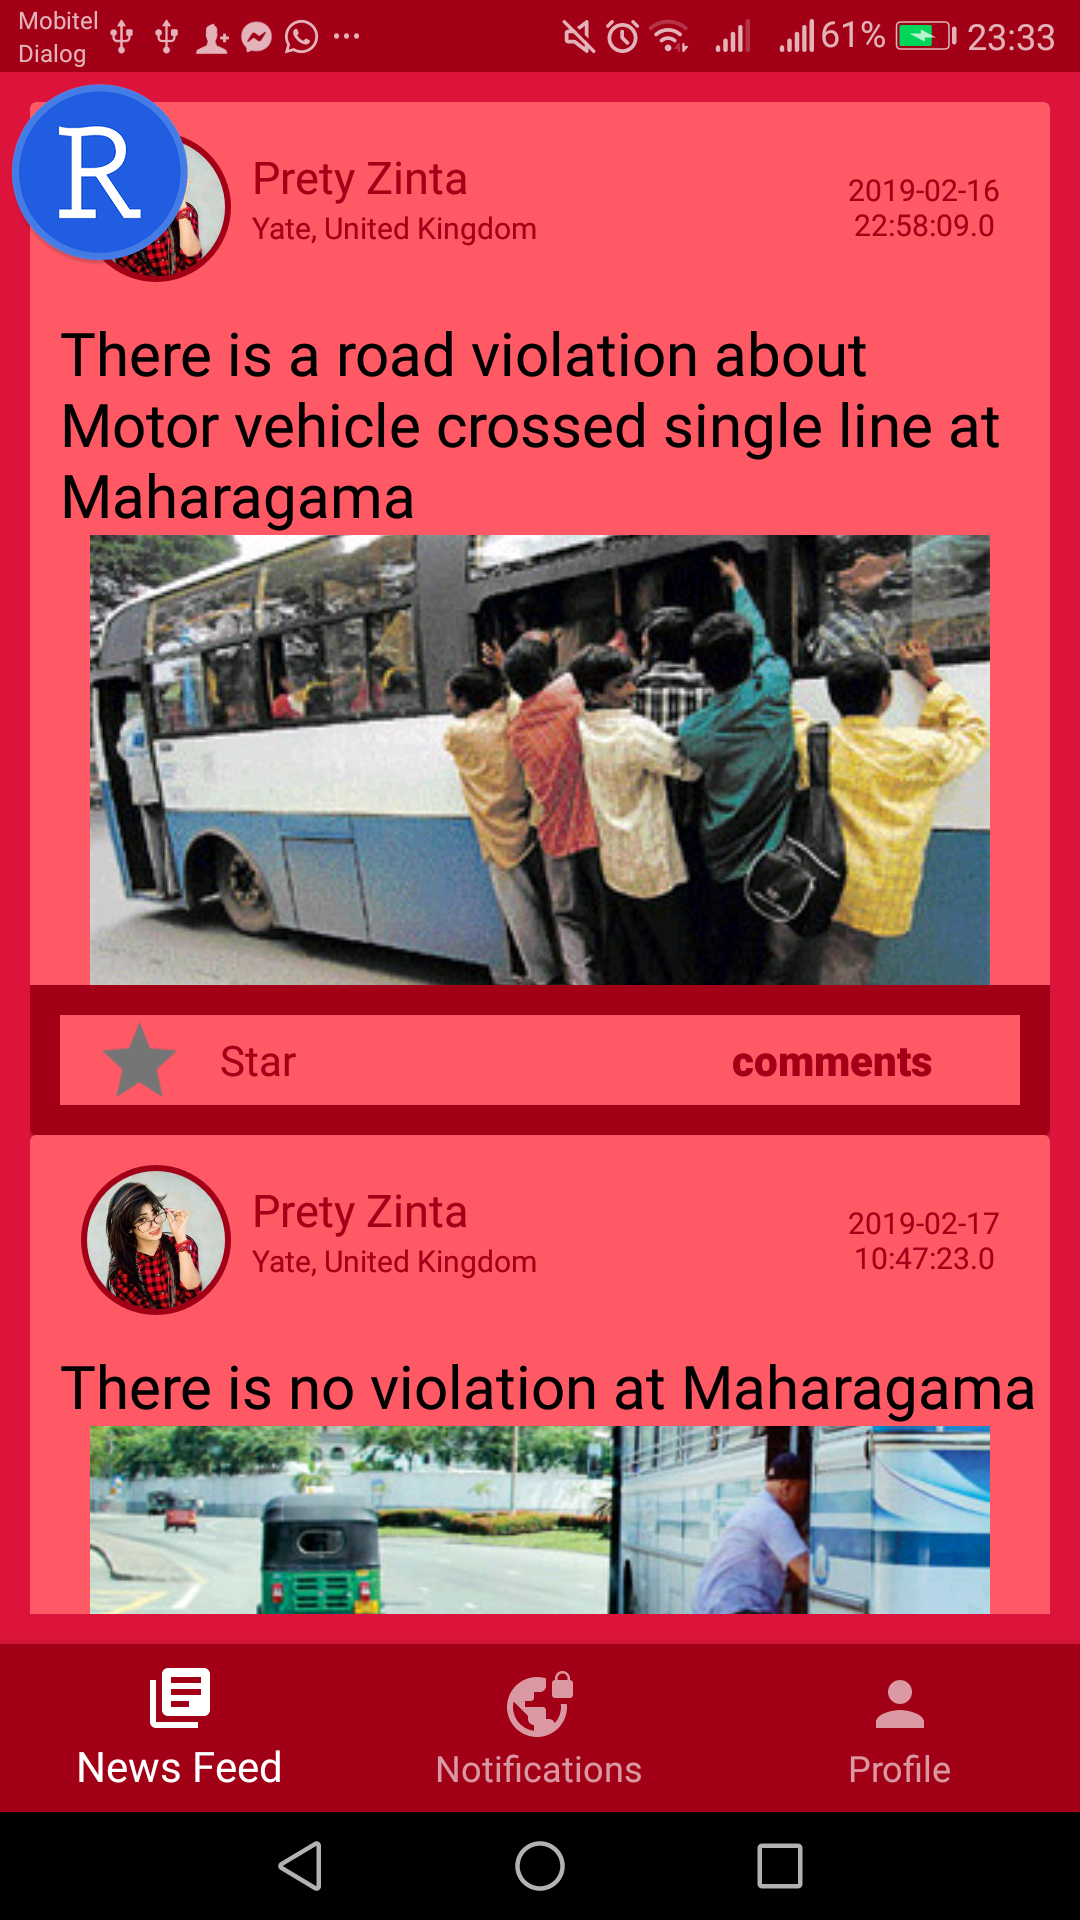 Mobitel
Dialog
61% 23:33
R
Prety Zinta
Yate, United Kingdom
2019-02-16
22:58:09.0
There is a road violation about
Motor vehicle crossed single line at
Maharagama
Star comments
Prety Zinta
Yate, United Kingdom
2019-02-17
10:47:23.0
There is no violation at Maharagama
News Feed Notifications Profile